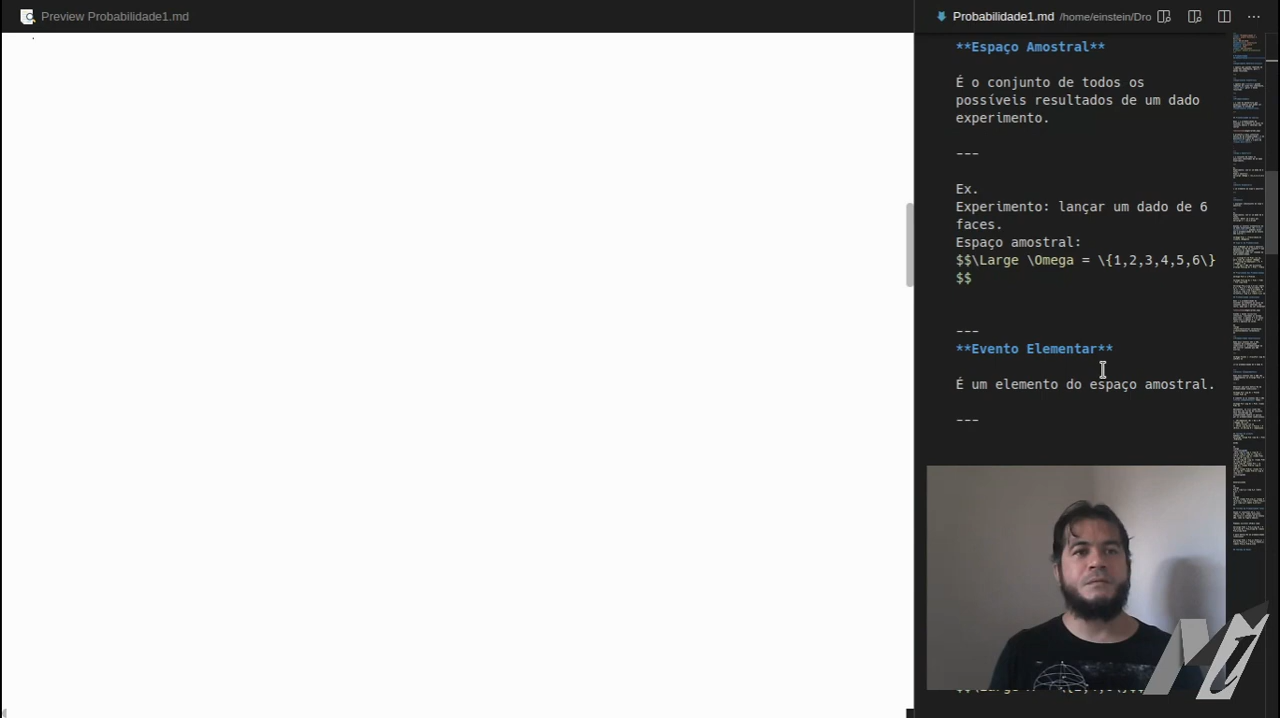 Preview Probabilidade1.md
Probabilidade1.md /home/einstein/Dro
**Espaço Amostral**
É o conjunto de todos os
possíveis resultados de um dado
experimento.
---
Ex.
Experimento: lançar um dado de 6
faces.
Espaço amostral:
$$\Large \Omega = \{1,2,3,4,5,6\}
$$
---
**Evento Elementar**
É um elemento do espaço amostral.
---